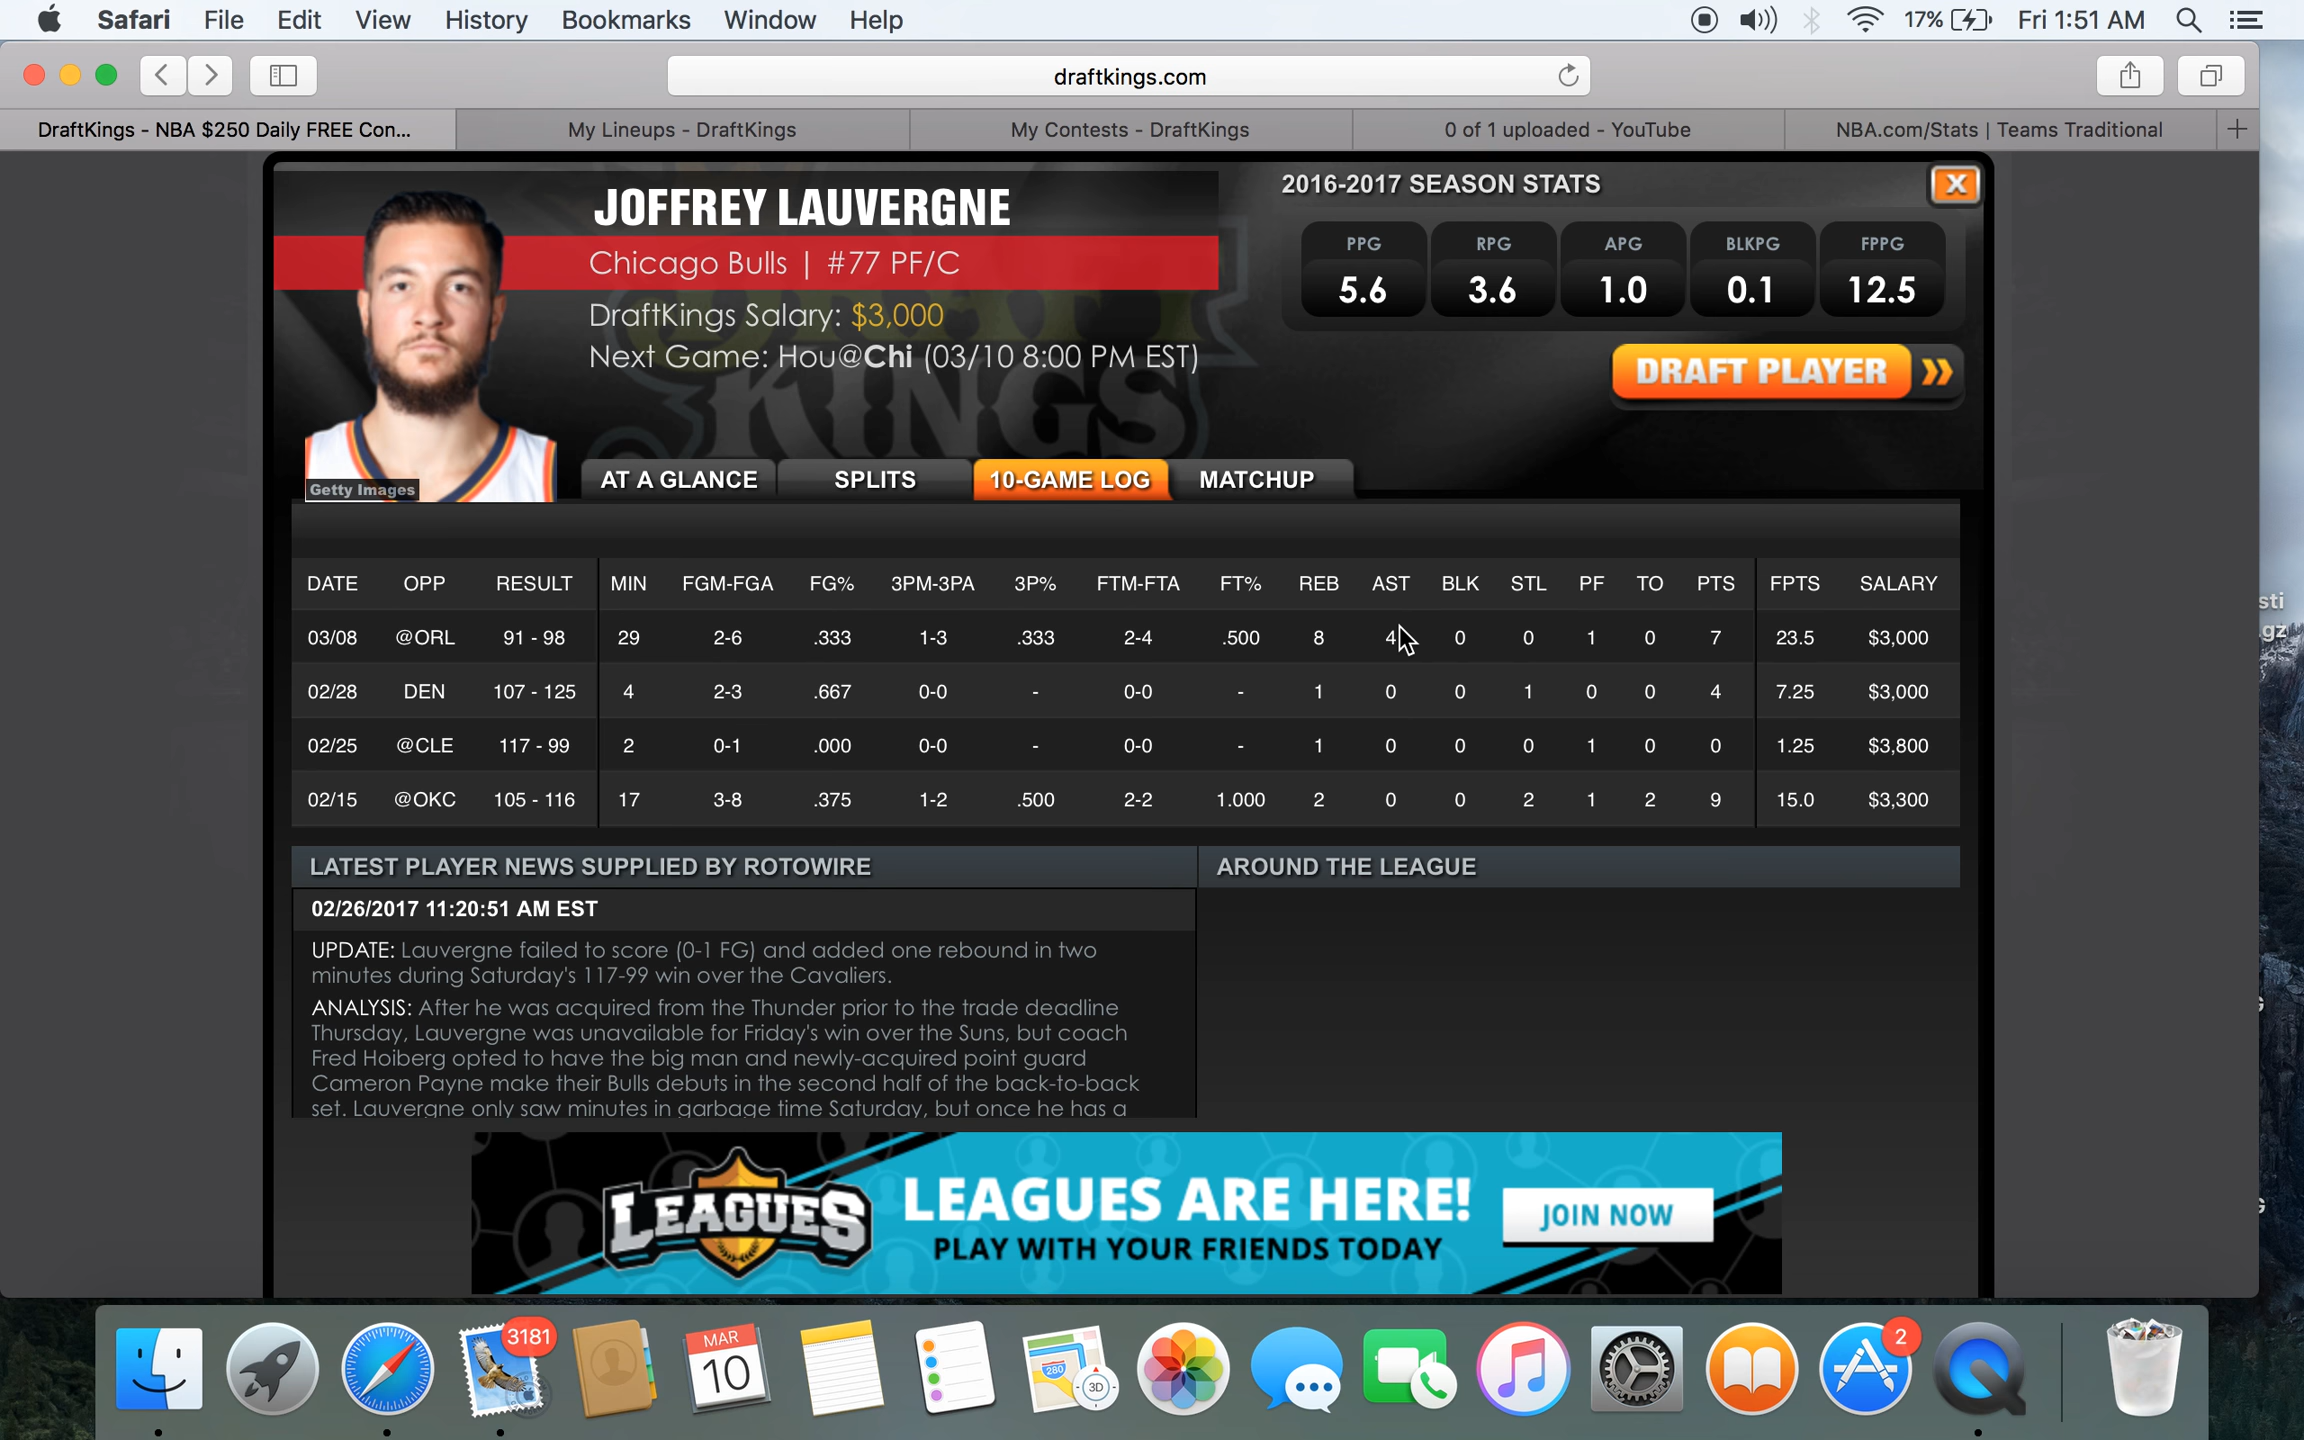 Safari File Edit View History Bookmarks Window Help 17% Fri 1:51 AM
draftkings.com
DraftKings - NBA $250 Daily FREE Con... My Lineups - DraftKings My Contests - DraftKings 0 of 1 uploaded - YouTube NBA.com/Stats | Teams Traditional
JOFFREY LAUVERGNE
Chicago Bulls | #77 PF/C
DraftKings Salary: $3,000
Next Game: Hou@Chi (03/10 8:00 PM EST)
Getty Images
2016-2017 SEASON STATS
X
PPG RPG APG BLKPG FPPG
5.6 3.6 1.0 0.1 12.5
DRAFT PLAYER
KINGS
AT A GLANCE SPLITS 10-GAME LOG MATCHUP
DATE OPP RESULT MIN FGM-FGA FG% 3PM-3PA 3P% FTM-FTA FT% REB AST BLK STL PF TO PTS FPTS SALARY
03/08 @ORL 91 - 98 29 2-6 .333 1-3 .333 2-4 .500 8 4 0 0 1 0 7 23.5 $3,000
02/28 DEN 107 - 125 4 2-3 .667 0-0 - 0-0 - 1 0 0 1 0 0 4 7.25 $3,000
02/25 @CLE 117 - 99 2 0-1 .000 0-0 - 0-0 - 1 0 0 0 1 0 0 1.25 $3,800
02/15 @OKC 105 - 116 17 3-8 .375 1-2 .500 2-2 1.000 2 0 0 2 1 2 9 15.0 $3,300
LATEST PLAYER NEWS SUPPLIED BY ROTOWIRE
02/26/2017 11:20:51 AM EST
UPDATE: Lauvergne failed to score (0-1 FG) and added one rebound in two
minutes during Saturday's 117-99 win over the Cavaliers.
ANALYSIS: After he was acquired from the Thunder prior to the trade deadline
Thursday, Lauvergne was unavailable for Friday's win over the Suns, but coach
Fred Hoiberg opted to have the big man and newly-acquired point guard
Cameron Payne make their Bulls debuts in the second half of the back-to-back
set. Lauvergne only saw minutes in garbage time Saturday, but once he has a
AROUND THE LEAGUE
LEAGUES
LEAGUES ARE HERE!
PLAY WITH YOUR FRIENDS TODAY
JOIN NOW
sti
.gz
3181
MAR
10
280
3D
2